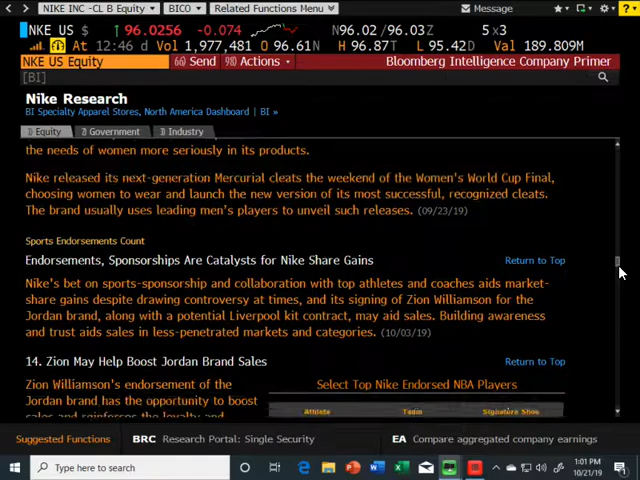 NIKE INC -CL B Equity BICO Related Functions Menu Message ?
NKE US $ 96.0256 -0.074 N96.02 /96.03Z 5x3
At 12:46 d Vol 1,977,481 O 96.61N H 96.87T L 95.42D Val 189.809M
NKE US Equity 66) Send 98) Actions Bloomberg Intelligence Company Primer
[BI]
Nike Research
BI Specialty Apparel Stores, North America Dashboard | BI »
Equity Government Industry
the needs of women more seriously in its products.
Nike released its next-generation Mercurial cleats the weekend of the Women's World Cup Final,
choosing women to wear and launch the new version of its most successful, recognized cleats.
The brand usually uses leading men's players to unveil such releases. (09/23/19)
Sports Endorsements Count
Endorsements, Sponsorships Are Catalysts for Nike Share Gains Return to Top
Nike's bet on sports-sponsorship and collaboration with top athletes and coaches aids market-
share gains despite drawing controversy at times, and its signing of Zion Williamson for the
Jordan brand, along with a potential Liverpool kit contract, may aid sales. Building awareness
and trust aids sales in less-penetrated markets and categories. (10/03/19)
14. Zion May Help Boost Jordan Brand Sales Return to Top
Zion Williamson's endorsement of the Select Top Nike Endorsed NBA Players
Jordan brand has the opportunity to boost
sales and reinforces the loyalty and Athlete Team Signature Shoe
Suggested Functions BRC Research Portal: Single Security EA Compare aggregated company earnings
Type here to search 1:01 PM
10/21/19